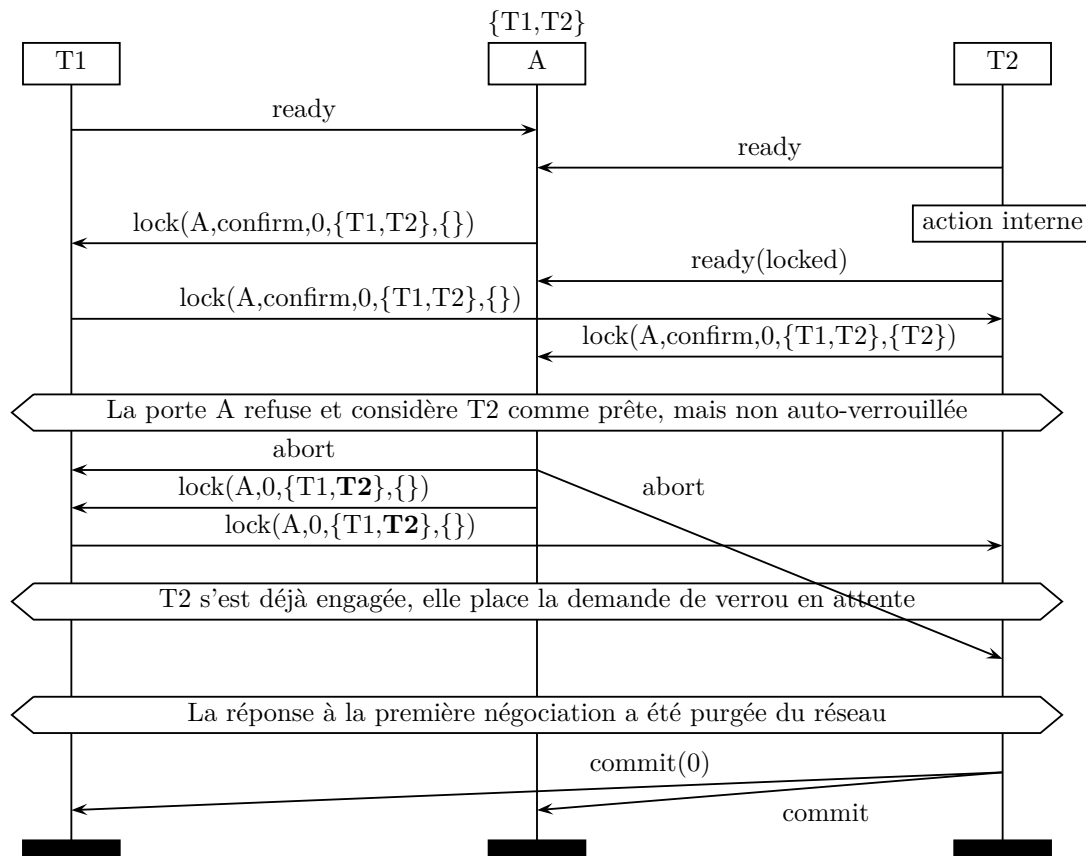 {T1,T2}
T1
A
T2
ready
ready
action interne
lock(A,confirm,0,{T1,T2},{})
ready(locked)
lock(A,confirm,0,{T1,T2},{})
lock(A,confirm,0,{T1,T2},{T2})
La porte A refuse et considère T2 comme prête, mais non auto-verrouillée
abort
lock(A,0,{T1,T2},{})
abort
lock(A,0,{T1,T2},{})
T2 s'est déjà engagée, elle place la demande de verrou en attente
La réponse à la première négociation a été purgée du réseau
commit(0)
commit